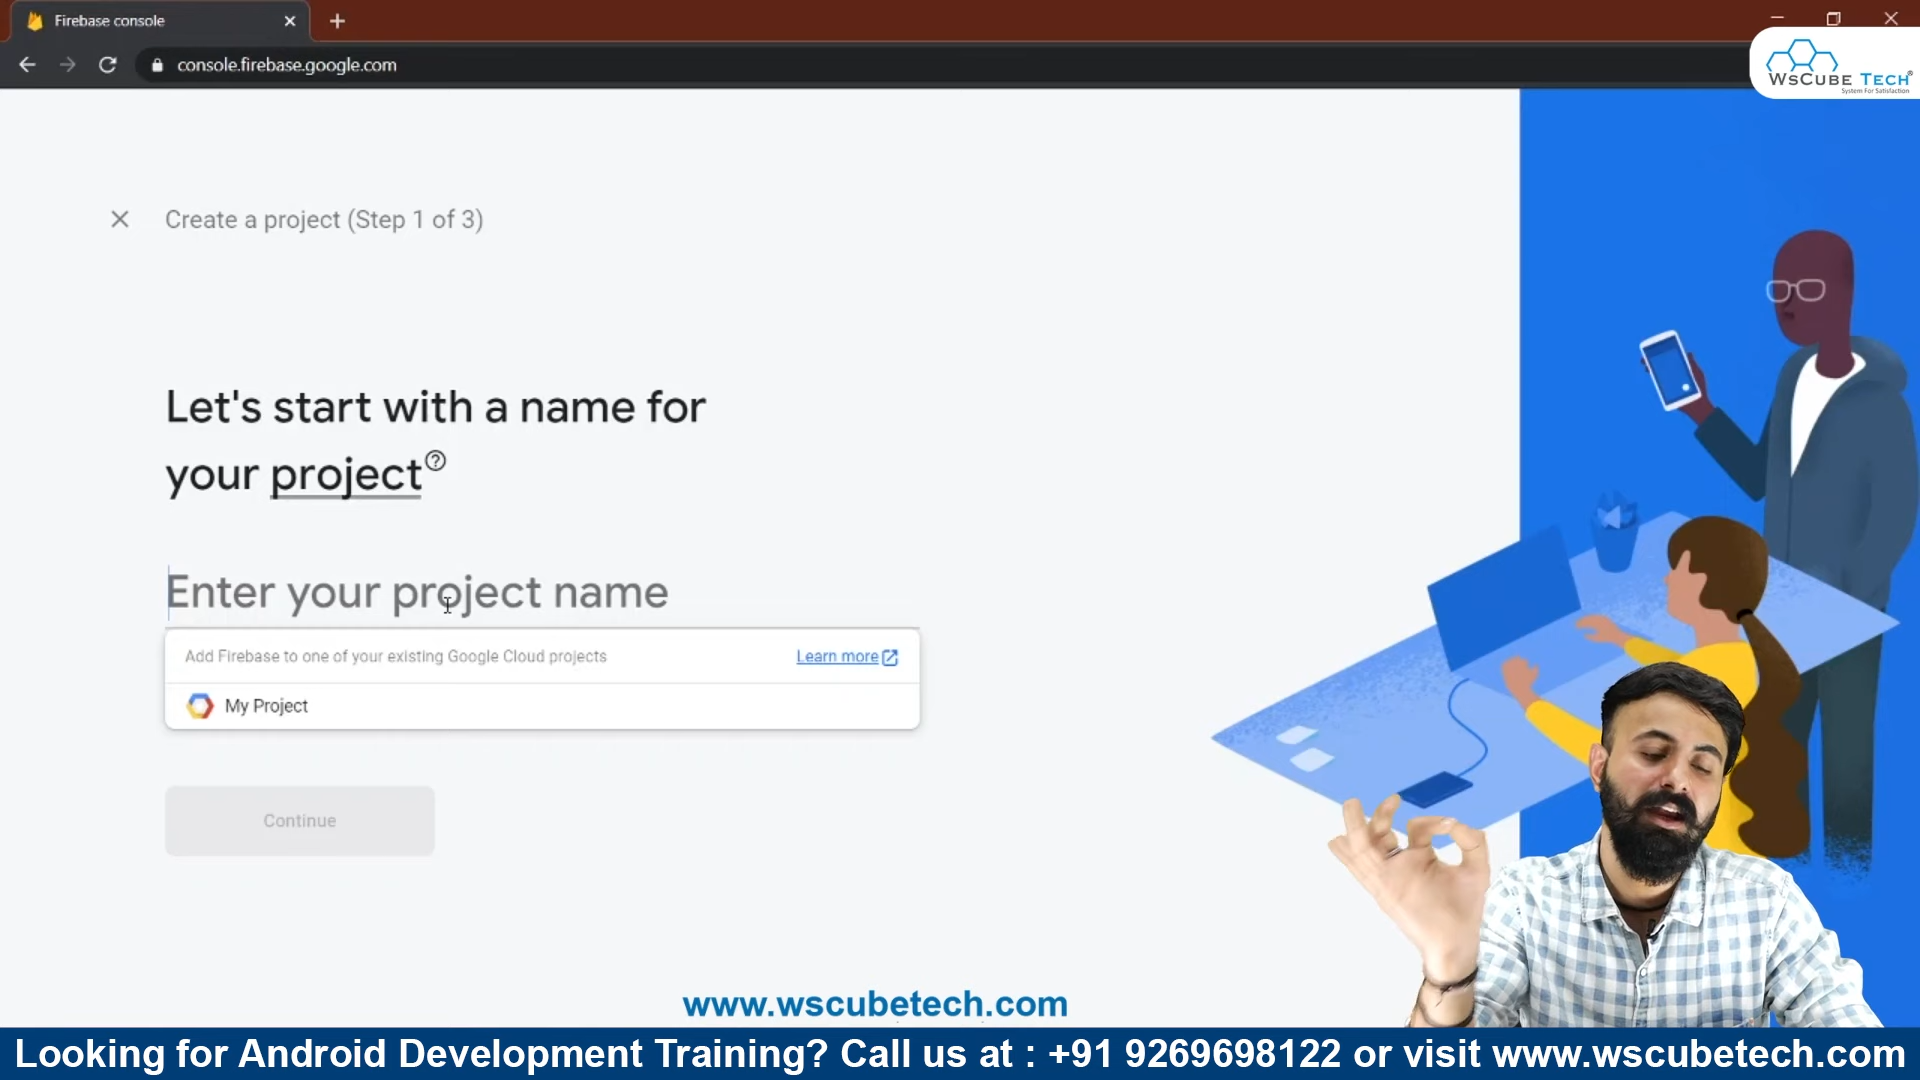 Firebase console
console.firebase.google.com
WsCube Tech®
System For Satisfaction
Create a project (Step 1 of 3)
Let's start with a name for
your project
Enter your project name
Add Firebase to one of your existing Google Cloud projects Learn more
My Project
Continue
www.wscubetech.com
Looking for Android Development Training? Call us at : +91 9269698122 or visit www.wscubetech.com